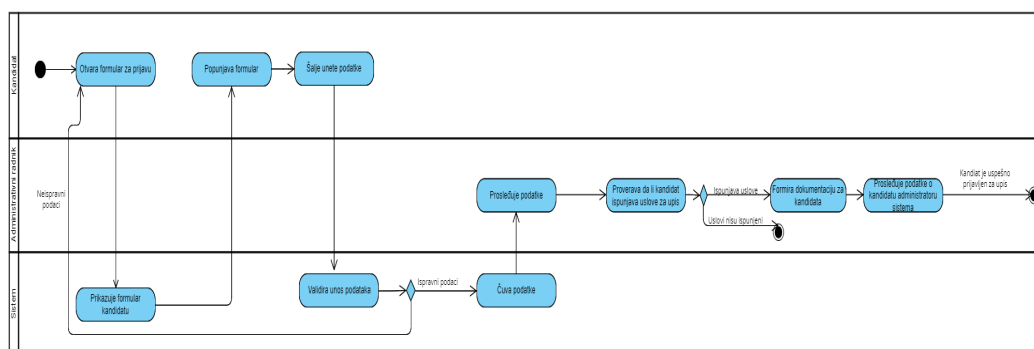 Kandidat
Otvara formular za prijavu
Popunjava formular
Šalje unete podatke
Administrativni radnik
Neispravni
podaci
Prosleđuje podatke
Proverava da li kandidat
ispunjava uslove za upis
Ispunjava uslove
Uslovi nisu ispunjeni
Formira dokumentaciju za
kandidata
Prosleđuje podatke o
kandidatu administratoru
sistema
Kandiat je uspešno
prijavljen za upis
Sistem
Prikazuje formular
kandidatu
Validira unos podataka
Ispravni podaci
Čuva podatke